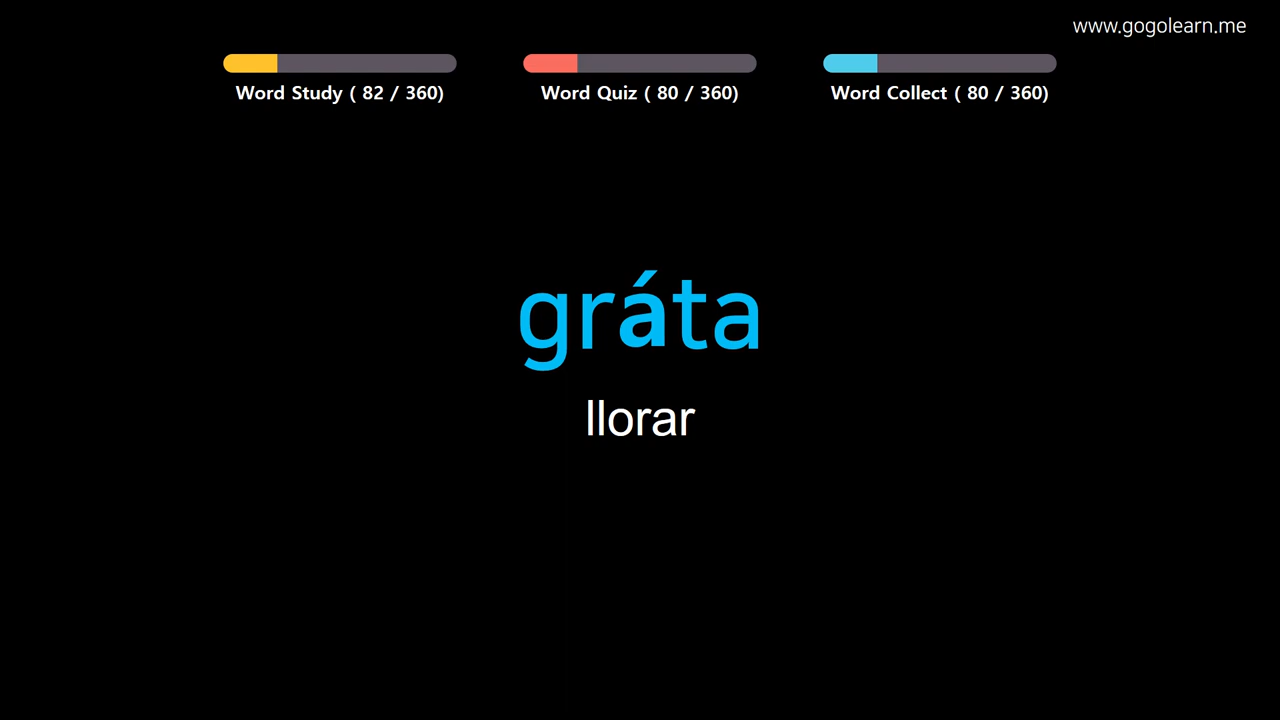 www.gogolearn.me
Word Study ( 82 / 360)
Word Quiz ( 80 / 360)
Word Collect ( 80 / 360)
gráta
llorar